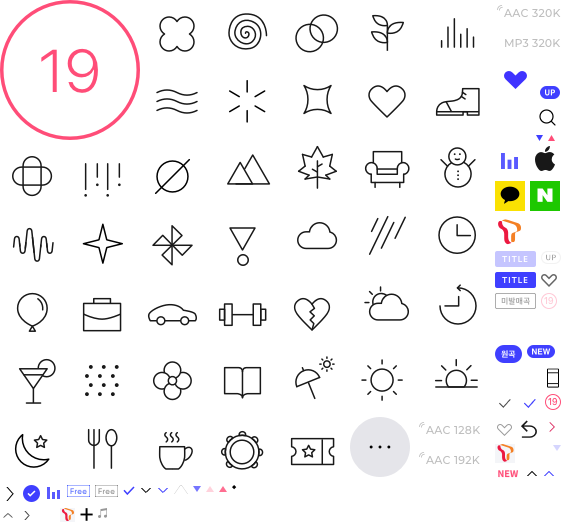 19
AAC 320K
MP3 320K
UP
N
TITLE
UP
TITLE
미발매곡
19
원곡
NEW
19
AAC 128K
AAC 192K
NEW
Free
Free